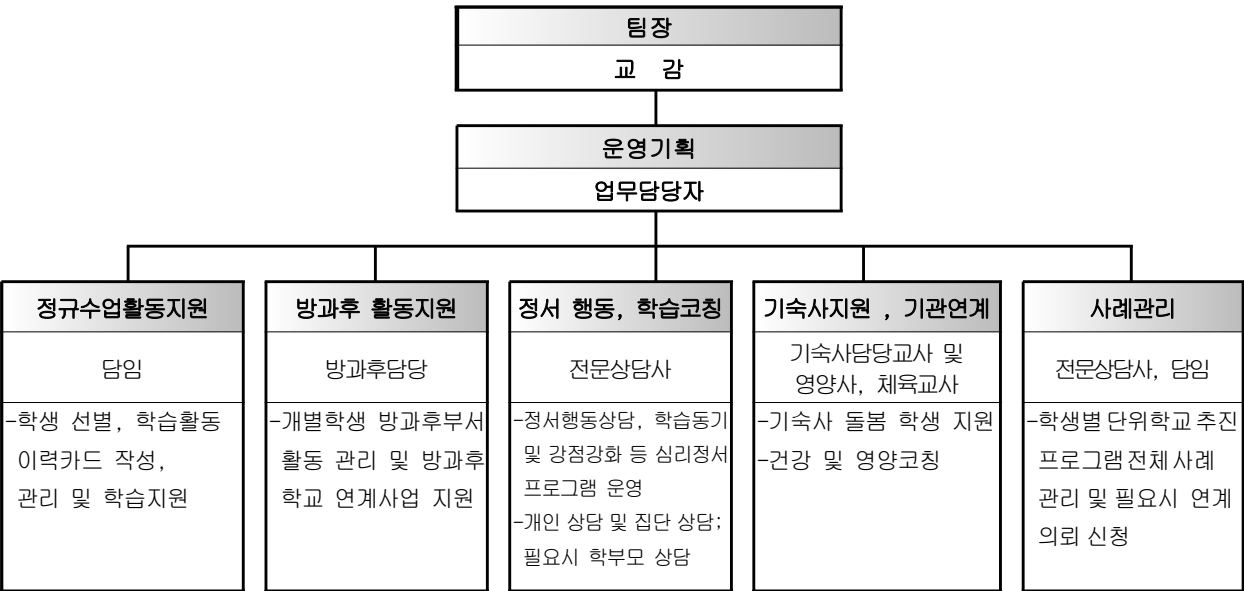 팀장
교 감
운영기획
업무담당자
정규수업활동지원
담임
-학생 선별, 학습활동
이력카드 작성,
관리 및 학습지원
방과후 활동지원
방과후담당
-개별학생 방과후부서
활동 관리 및 방과후
학교 연계사업 지원
정서 행동, 학습코칭
전문상담사
-정서행동상담, 학습동기
및 강점강화 등 심리정서
프로그램 운영
-개인 상담 및 집단 상담;
필요시 학부모 상담
기숙사지원 , 기관연계
기숙사담당교사 및
영양사, 체육교사
-기숙사 돌봄 학생 지원
-건강 및 영양코칭
사례관리
전문상담사, 담임
-학생별 단위학교 추진
프로그램 전체 사례
관리 및 필요시 연계
의뢰 신청